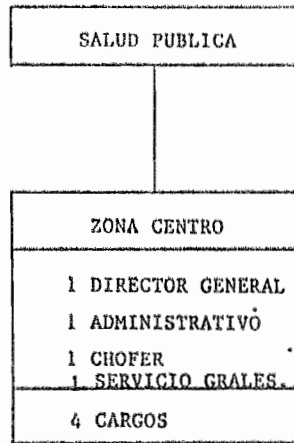 SALUD PUBLICA
ZONA CENTRO
1 DIRECTOR GENERAL
1 ADMINISTRATIVO
1 CHOFER
1 SERVICIO GRALES.
4 CARGOS